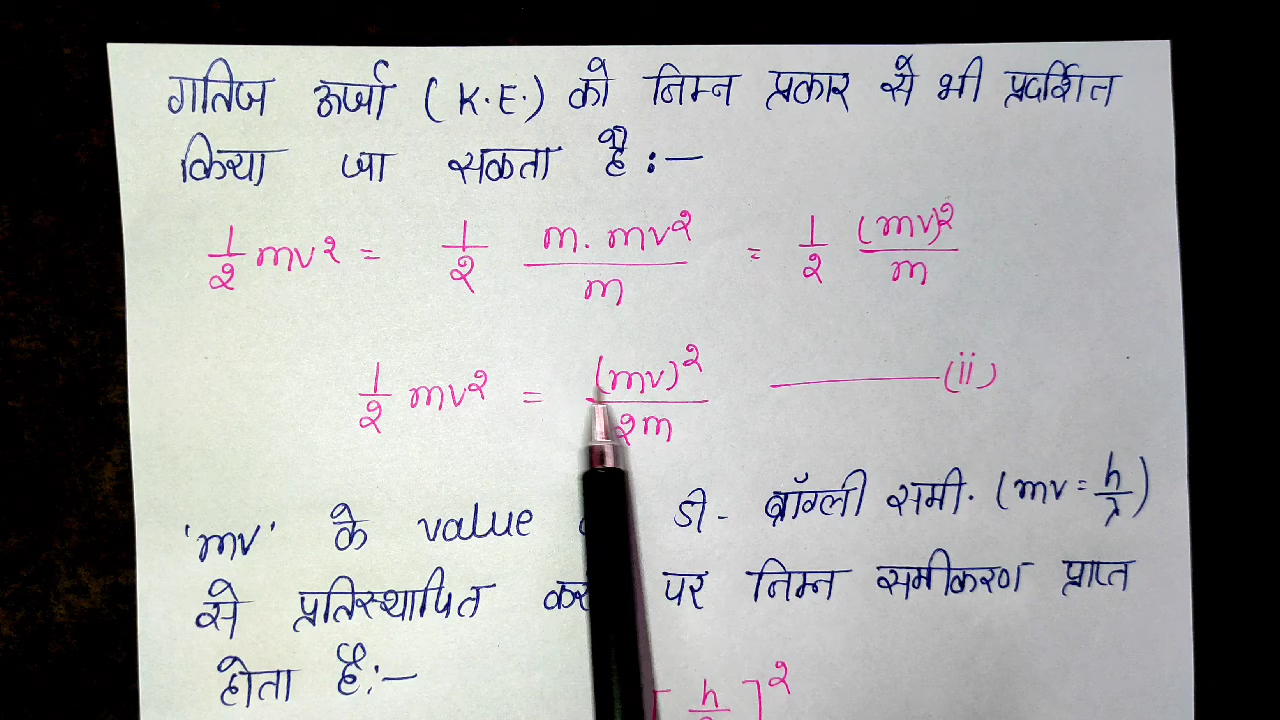 गतिज ऊर्जा (K.E.) को निम्न प्रकार से भी प्रदर्शित
किया जा सकता है :—
1/2 mv² = 1/2 m. mv²/m = 1/2 (mv)²/m
1/2 mv² = (mv)²/2m ———(ii)
'mv' के value डी - ब्रॉग्ली समी. (mv = h/λ)
से प्रतिस्थापित पर निम्न समीकरण प्राप्त
होता है:—